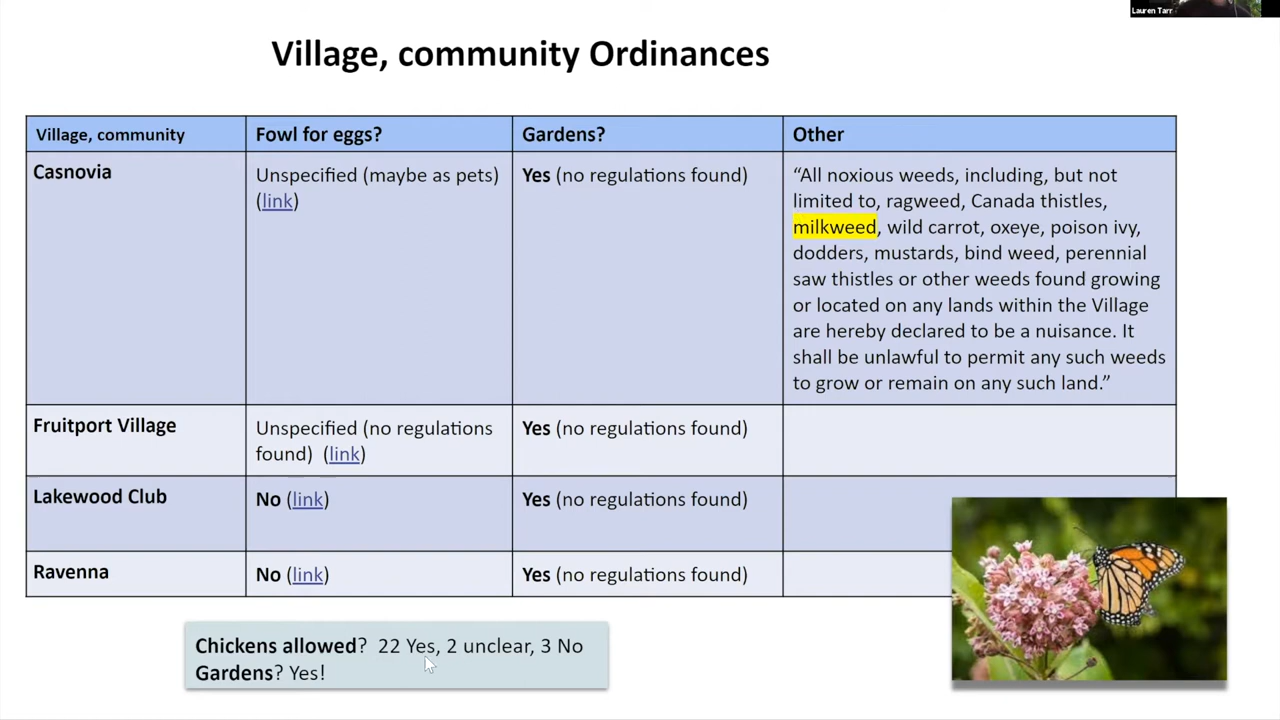 Lauren Tarr
Village, community Ordinances
Village, community
Fowl for eggs?
Gardens?
Other
Casnovia
Unspecified (maybe as pets)
(link)
Yes (no regulations found)
“All noxious weeds, including, but not
limited to, ragweed, Canada thistles,
milkweed, wild carrot, oxeye, poison ivy,
dodders, mustards, bind weed, perennial
saw thistles or other weeds found growing
or located on any lands within the Village
are hereby declared to be a nuisance. It
shall be unlawful to permit any such weeds
to grow or remain on any such land.”
Fruitport Village
Unspecified (no regulations
found) (link)
Yes (no regulations found)
Lakewood Club
No (link)
Yes (no regulations found)
Ravenna
No (link)
Yes (no regulations found)
Chickens allowed? 22 Yes, 2 unclear, 3 No
Gardens? Yes!